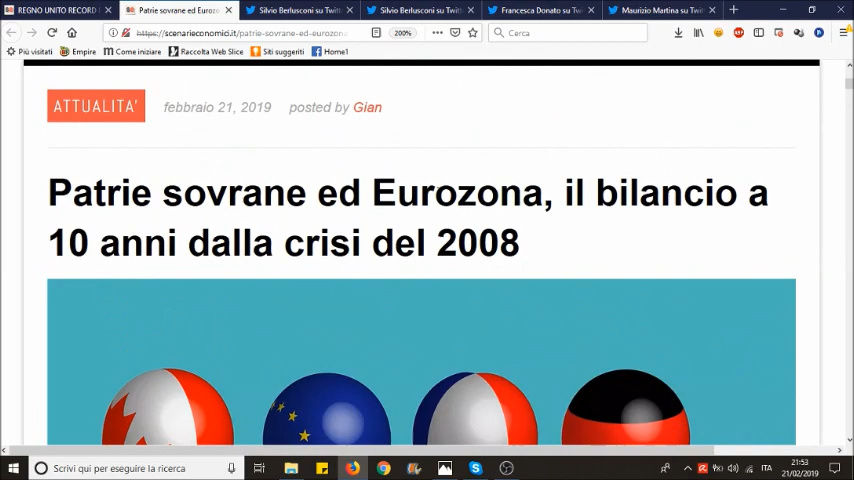 REGNO UNITO RECORD
Patrie sovrane ed Euroz
Silvio Berlusconi su Twitt
Silvio Berlusconi su Twitt
Francesca Donato su Twi
Maurizio Martina su Twit
https://scenarieconomici.it/patrie-sovrane-ed-eurozona
200%
Cerca
Più visitati
Empire
Come iniziare
Raccolta Web Slice
Siti suggeriti
Home1
ATTUALITA' febbraio 21, 2019 posted by Gian
Patrie sovrane ed Eurozona, il bilancio a
10 anni dalla crisi del 2008
Scrivi qui per eseguire la ricerca
ITA
21:53
21/02/2019